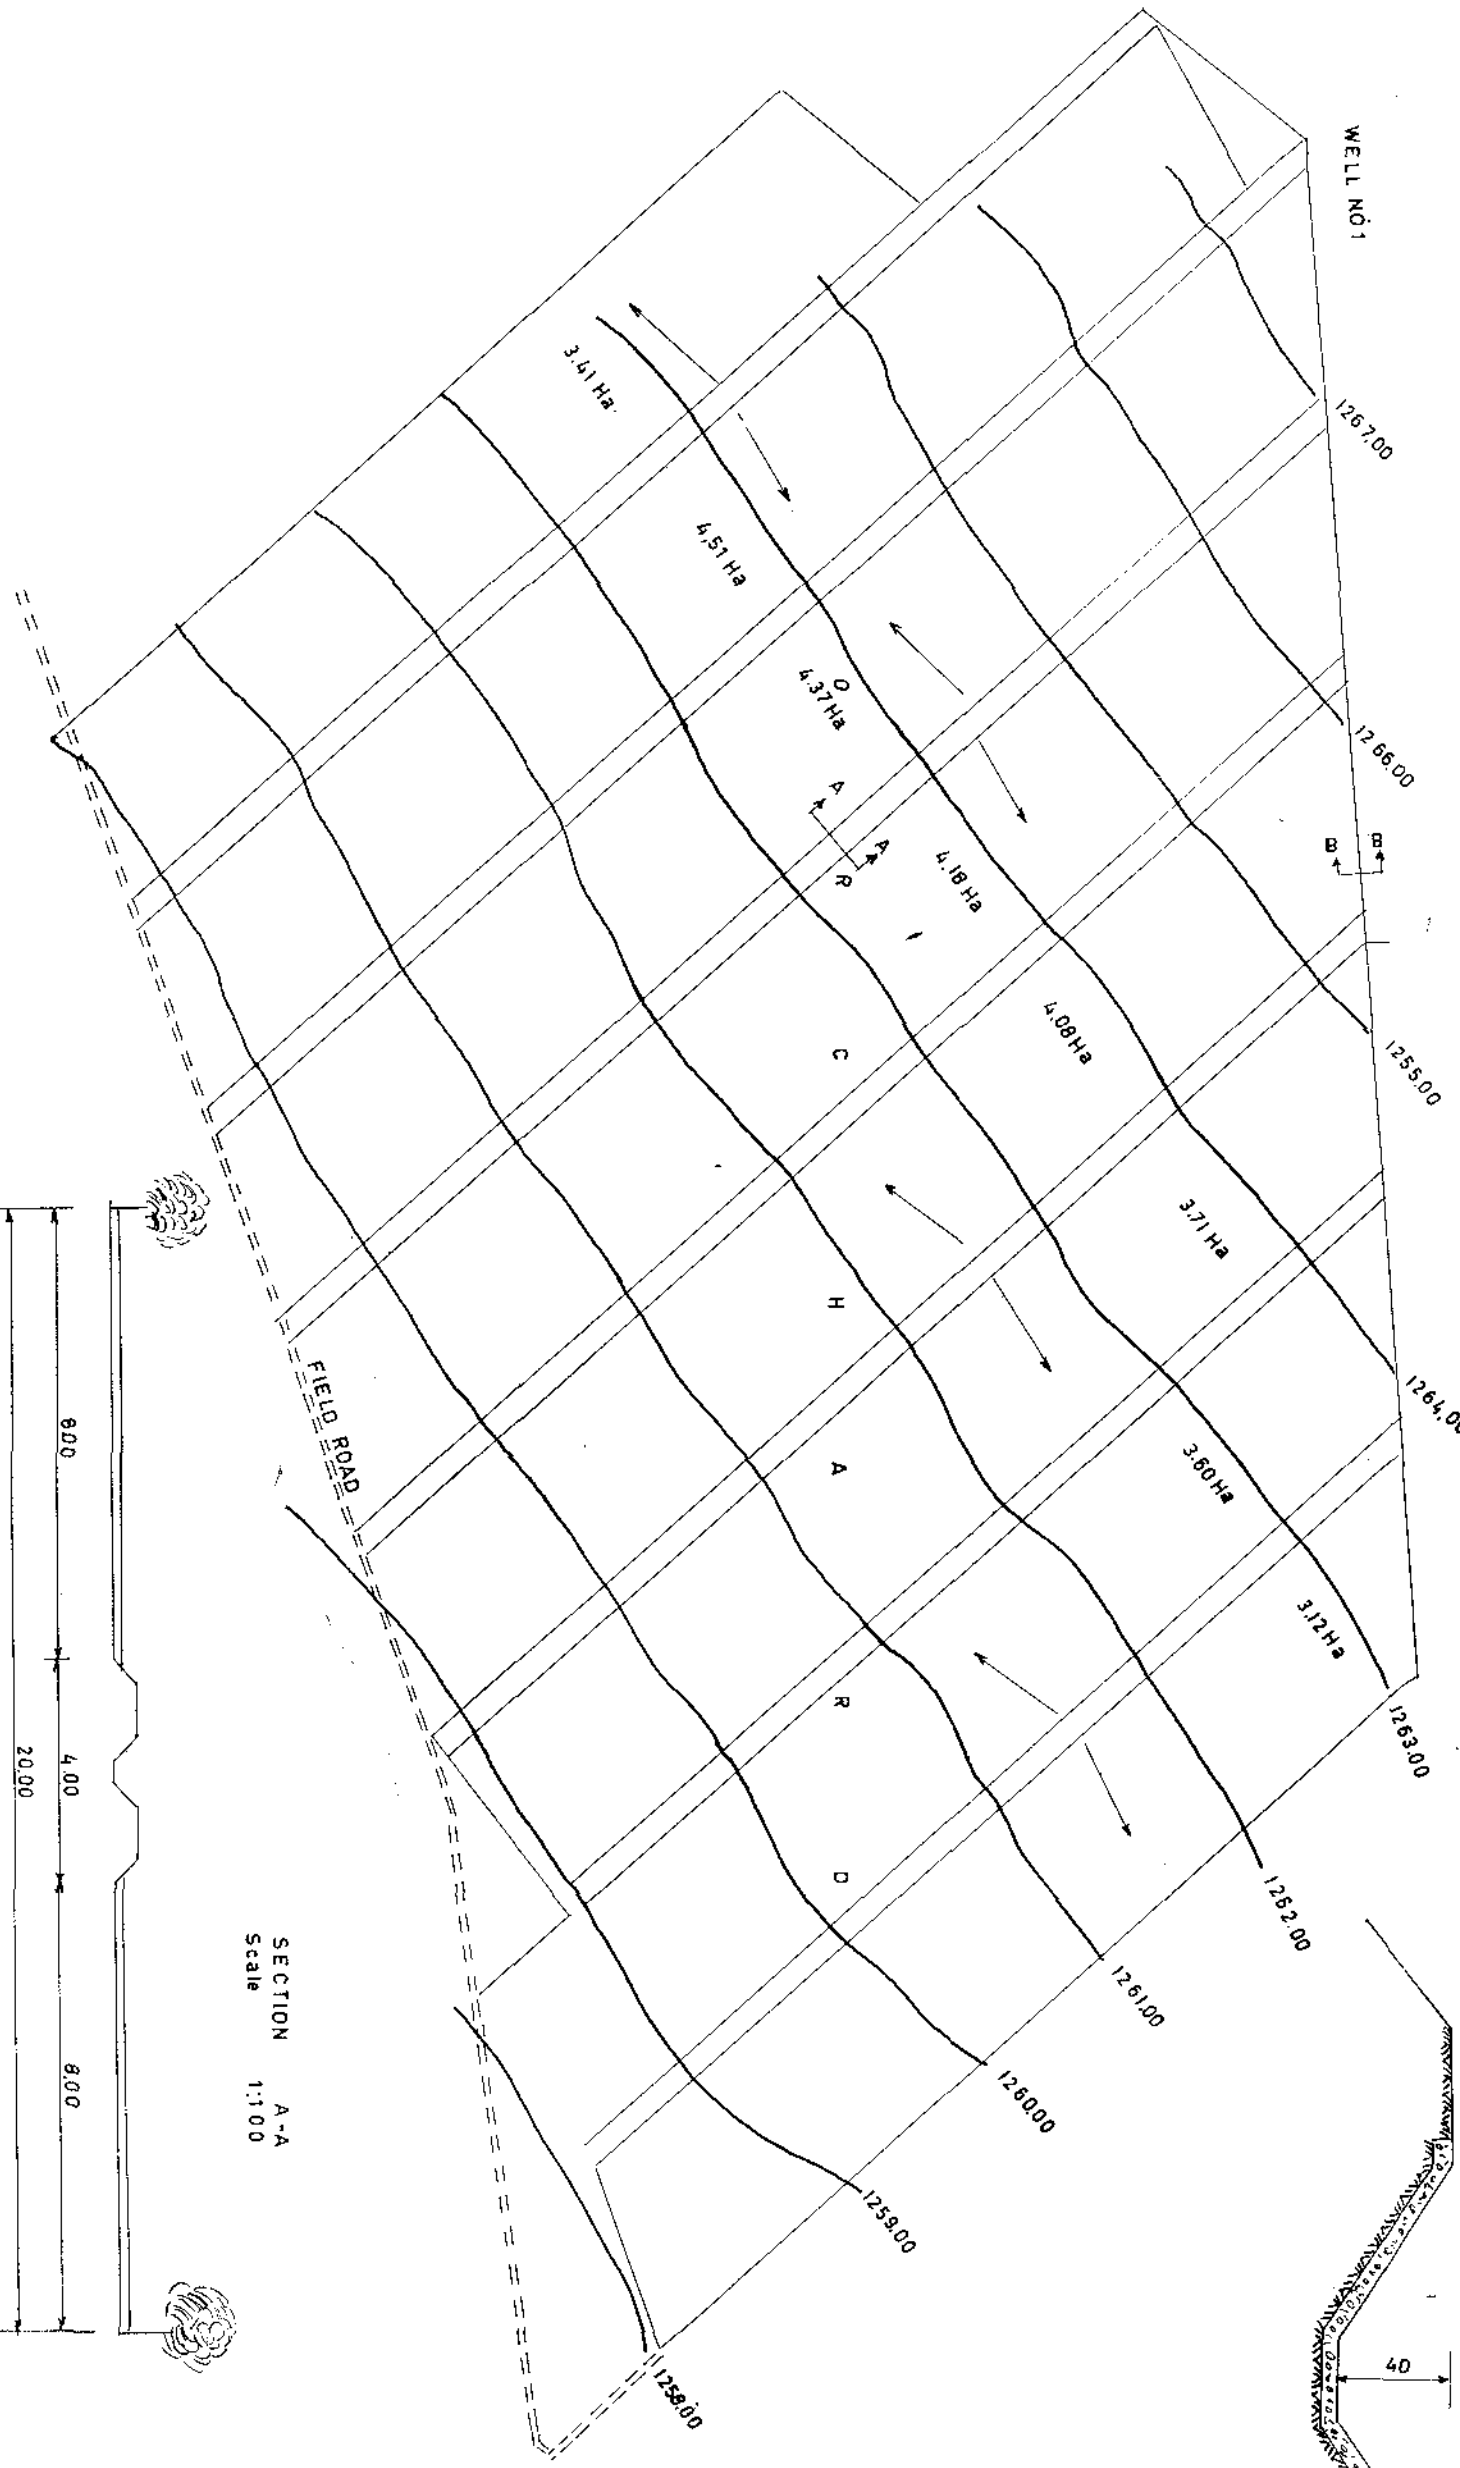 WELL NO 1
1267.00
1266.00
1255.00
1264.00
1263.00
1262.00
1261.00
1260.00
1259.00
1258.00
B B
3.41 Ha.
4,51 Ha
4.37 Ha
4.18 Ha
4.08 Ha
3.71 Ha
3.60 Ha
3.12 Ha
A A
O R C H A R D
FIELD ROAD
40
SECTION A-A
Scale 1:100
8.00
4.00
8.00
20.00